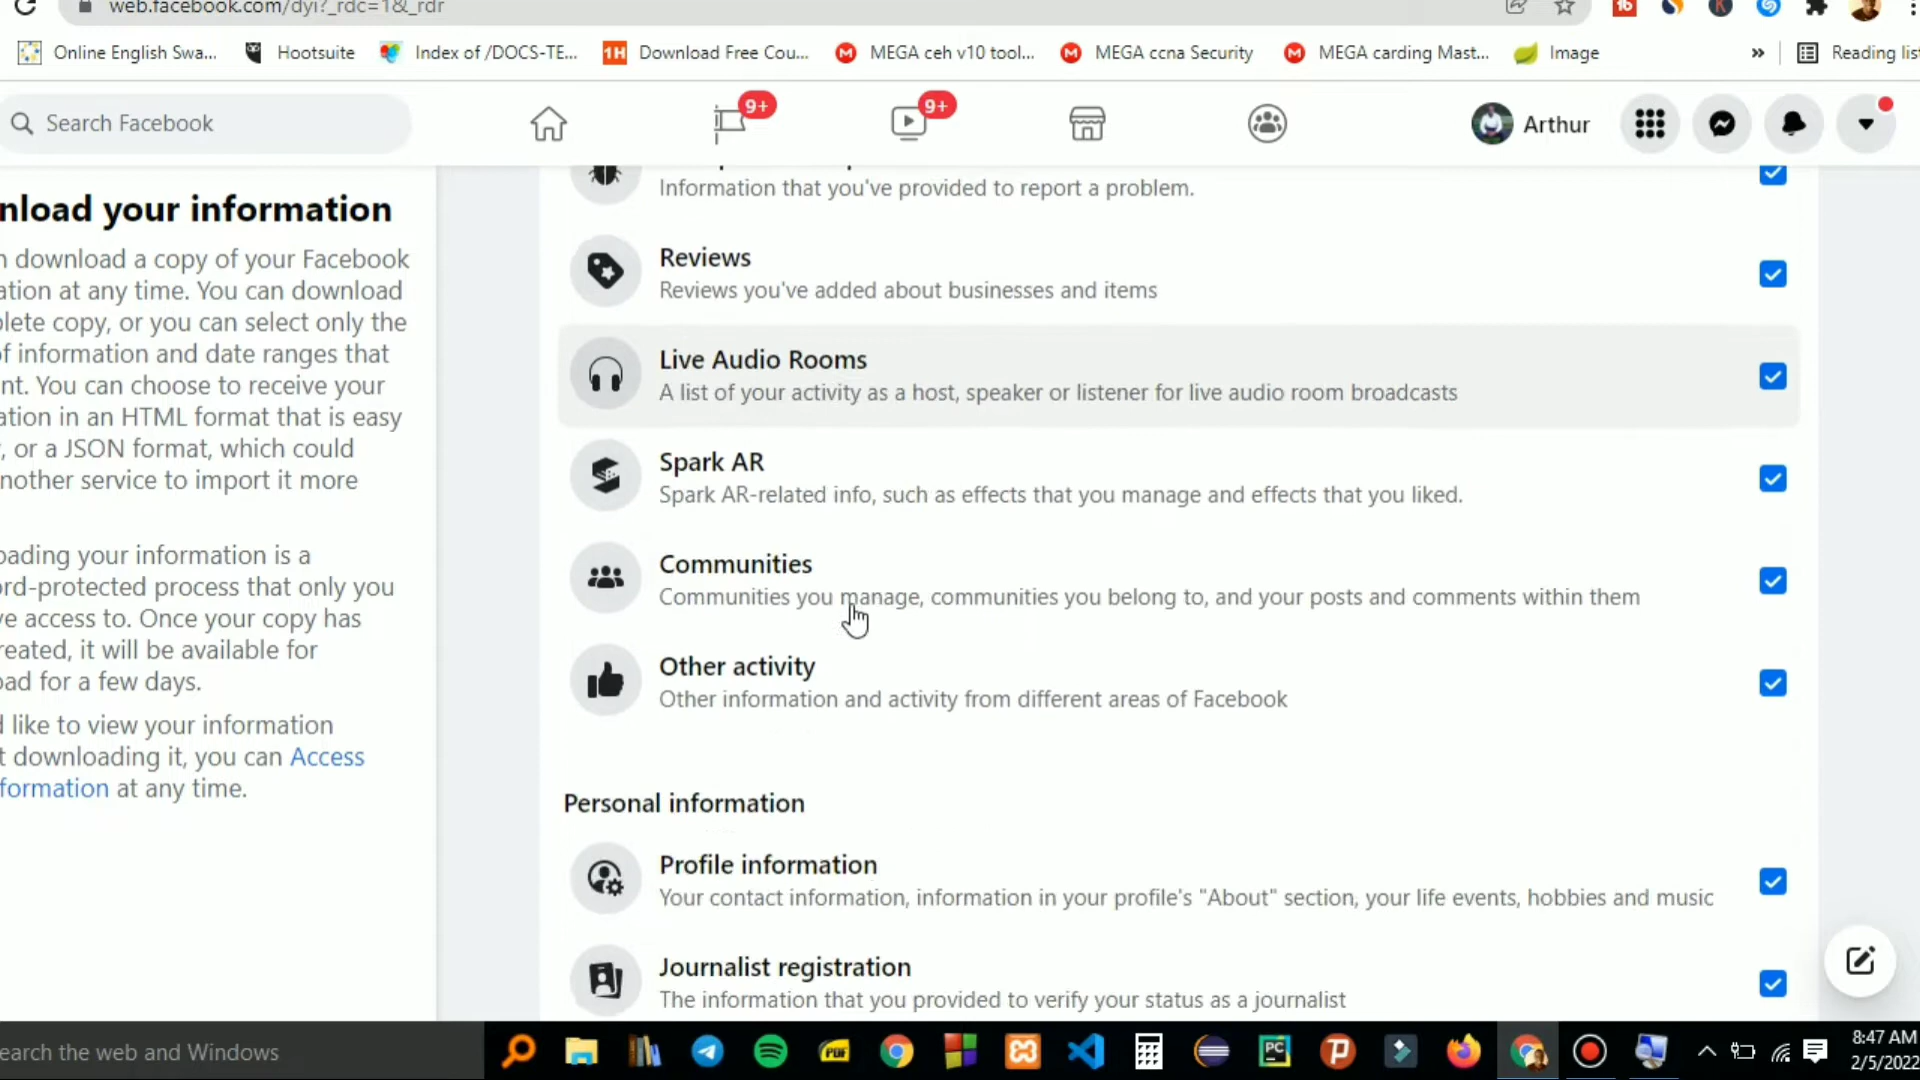 web.facebook.com/dyi?_rdc=1&_rdr
Online English Swa...
Hootsuite
Index of /DOCS-TE...
1H
Download Free Cou...
MEGA ceh v10 tool...
MEGA ccna Security
MEGA carding Mast...
Image
»
Reading list
Search Facebook
9+
9+
Arthur
nload your information
n download a copy of your Facebook
ation at any time. You can download
plete copy, or you can select only the
of information and date ranges that
nt. You can choose to receive your
ation in an HTML format that is easy
, or a JSON format, which could
nother service to import it more
oading your information is a
ord-protected process that only you
ve access to. Once your copy has
reated, it will be available for
oad for a few days.
d like to view your information
t downloading it, you can Access
nformation at any time.
Information that you've provided to report a problem.
Reviews
Reviews you've added about businesses and items
Live Audio Rooms
A list of your activity as a host, speaker or listener for live audio room broadcasts
Spark AR
Spark AR-related info, such as effects that you manage and effects that you liked.
Communities
Communities you manage, communities you belong to, and your posts and comments within them
Other activity
Other information and activity from different areas of Facebook
Personal information
Profile information
Your contact information, information in your profile's "About" section, your life events, hobbies and music
Journalist registration
The information that you provided to verify your status as a journalist
earch the web and Windows
PDF
PC
8:47 AM
2/5/2022